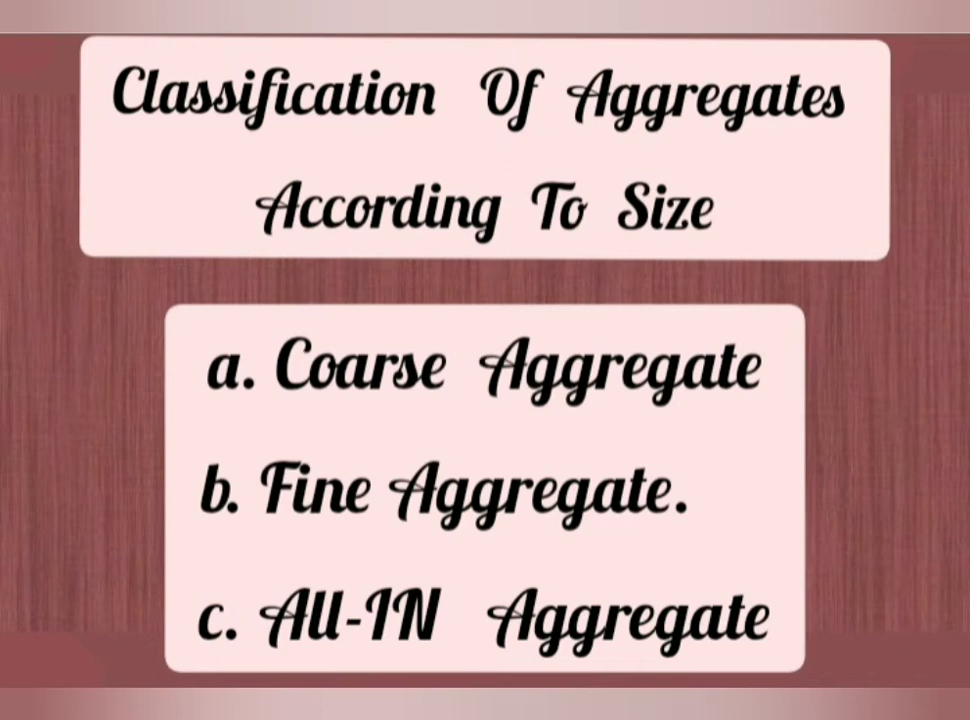 Classification Of Aggregates
According To Size
a. Coarse Aggregate
b. Fine Aggregate.
c. All-IN Aggregate